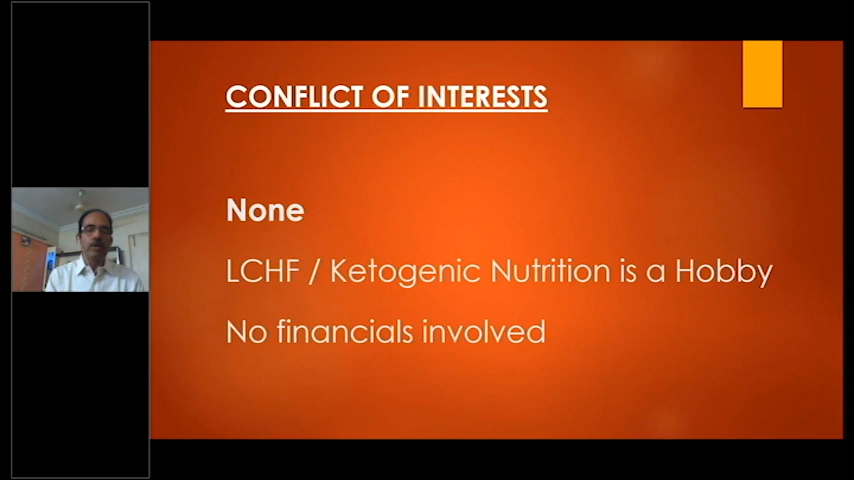 CONFLICT OF INTERESTS
None
LCHF / Ketogenic Nutrition is a Hobby
No financials involved